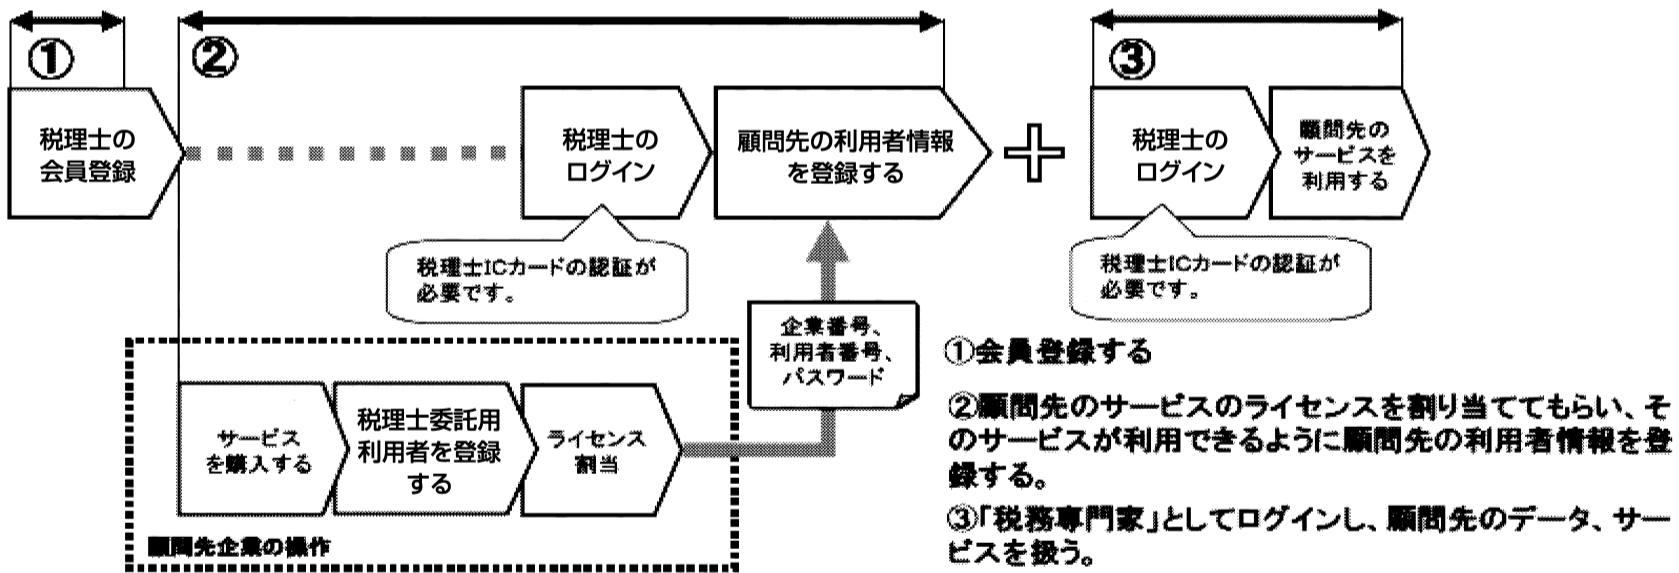 ①
②
③
税理士の
会員登録
税理士の
ログイン
顧問先の利用者情報
を登録する
税理士の
ログイン
顧問先の
サービスを
利用する
税理士ICカードの認証が
必要です。
税理士ICカードの認証が
必要です。
企業番号、
利用者番号、
パスワード
サービス
を購入する
税理士委託用
利用者を登録
する
ライセンス
割当
顧問先企業の操作
①会員登録する
②顧問先のサービスのライセンスを割り当ててもらい、そ
のサービスが利用できるように顧問先の利用者情報を登
録する。
③「税務専門家」としてログインし、顧問先のデータ、サー
ビスを扱う。